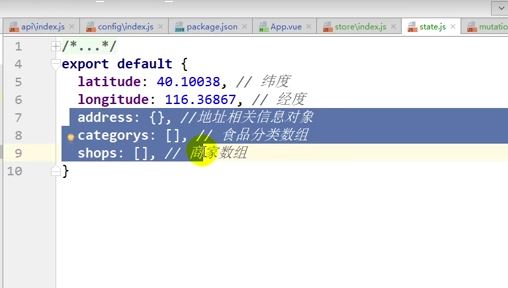 api\index.js config\index.js package.json App.vue store\index.js state.js mutation
1 /*...*/
4 export default {
5 latitude: 40.10038, // 纬度
6 longitude: 116.36867, // 经度
7 address: {}, //地址相关信息对象
8 categorys: [], // 食品分类数组
9 shops: [], // 商家数组
10 }